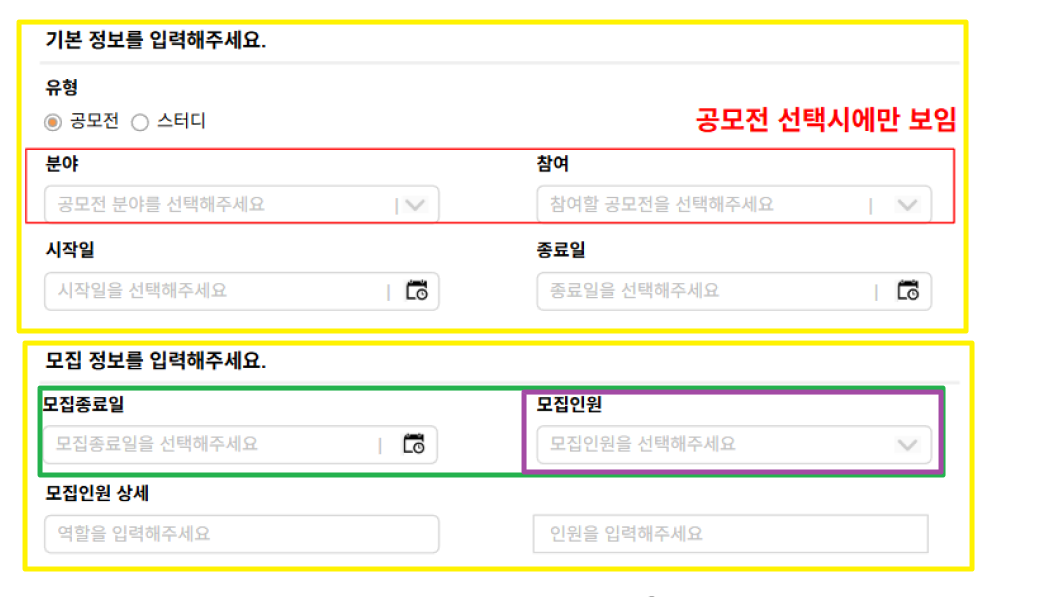 기본 정보를 입력해주세요.
유형
공모전 스터디
공모전 선택시에만 보임
분야 참여
공모전 분야를 선택해주세요 | 참여할 공모전을 선택해주세요 |
시작일 종료일
시작일을 선택해주세요 | 종료일을 선택해주세요 |
모집 정보를 입력해주세요.
모집종료일 모집인원
모집종료일을 선택해주세요 | 모집인원을 선택해주세요
모집인원 상세
역할을 입력해주세요 인원을 입력해주세요